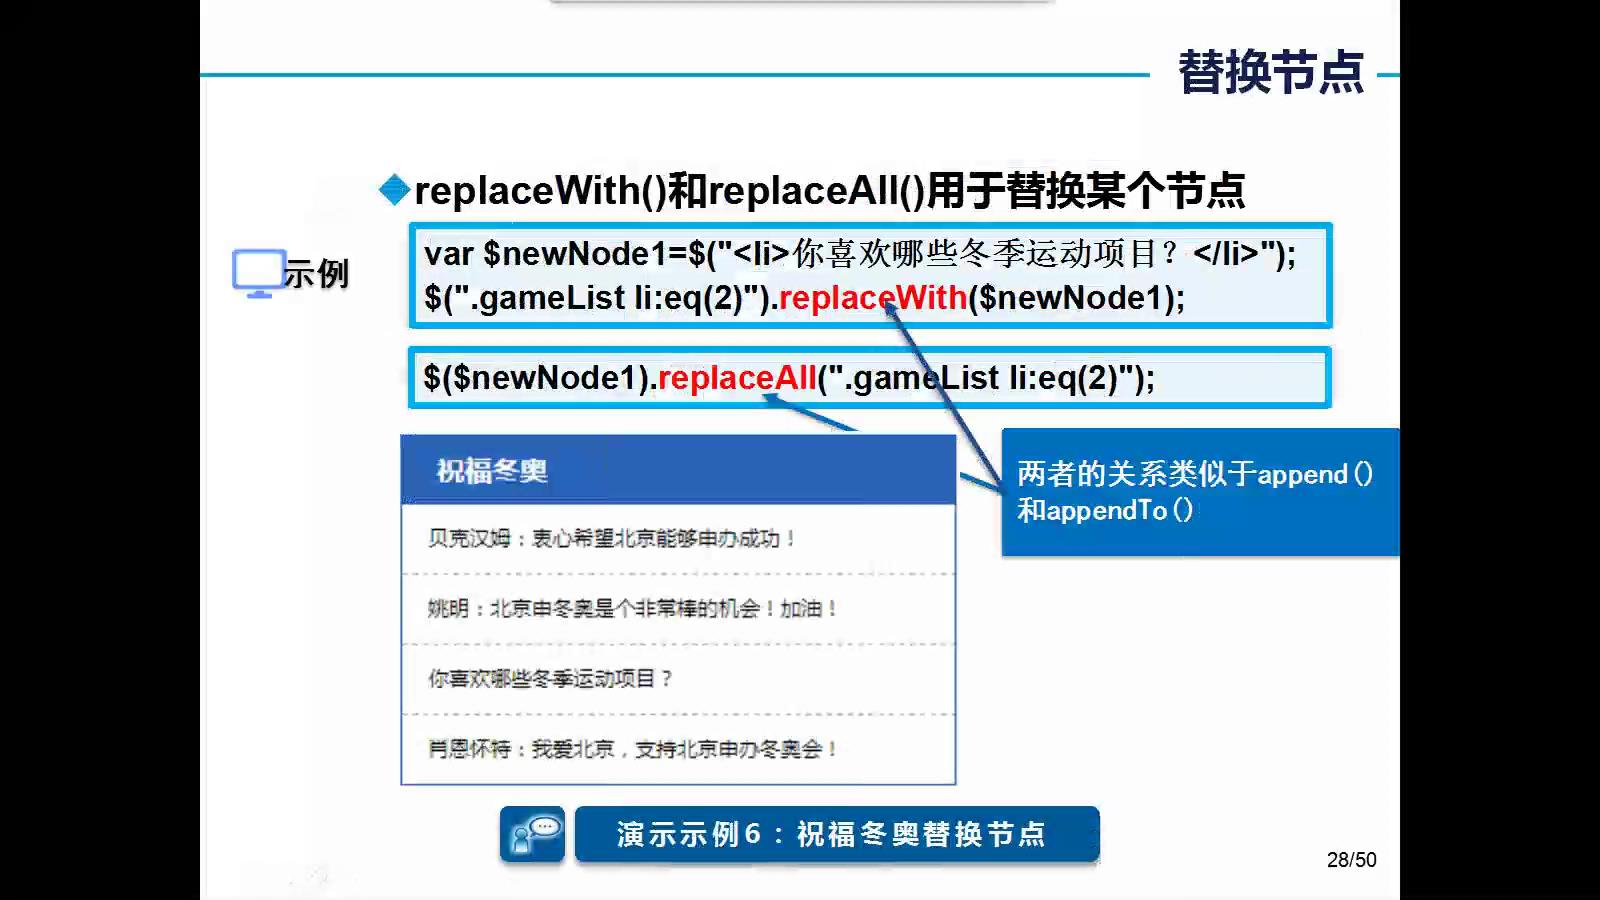 替换节点
replaceWith()和replaceAll()用于替换某个节点
示例
var $newNode1=$("<li>你喜欢哪些冬季运动项目？</li>");
$(".gameList li:eq(2)").replaceWith($newNode1);
$($newNode1).replaceAll(".gameList li:eq(2)");
两者的关系类似于append()
和appendTo()
祝福冬奥
贝克汉姆：衷心希望北京能够申办成功！
姚明：北京申冬奥是个非常棒的机会！加油！
你喜欢哪些冬季运动项目？
肖恩怀特：我爱北京，支持北京申办冬奥会！
演示示例6：祝福冬奥替换节点
28/50